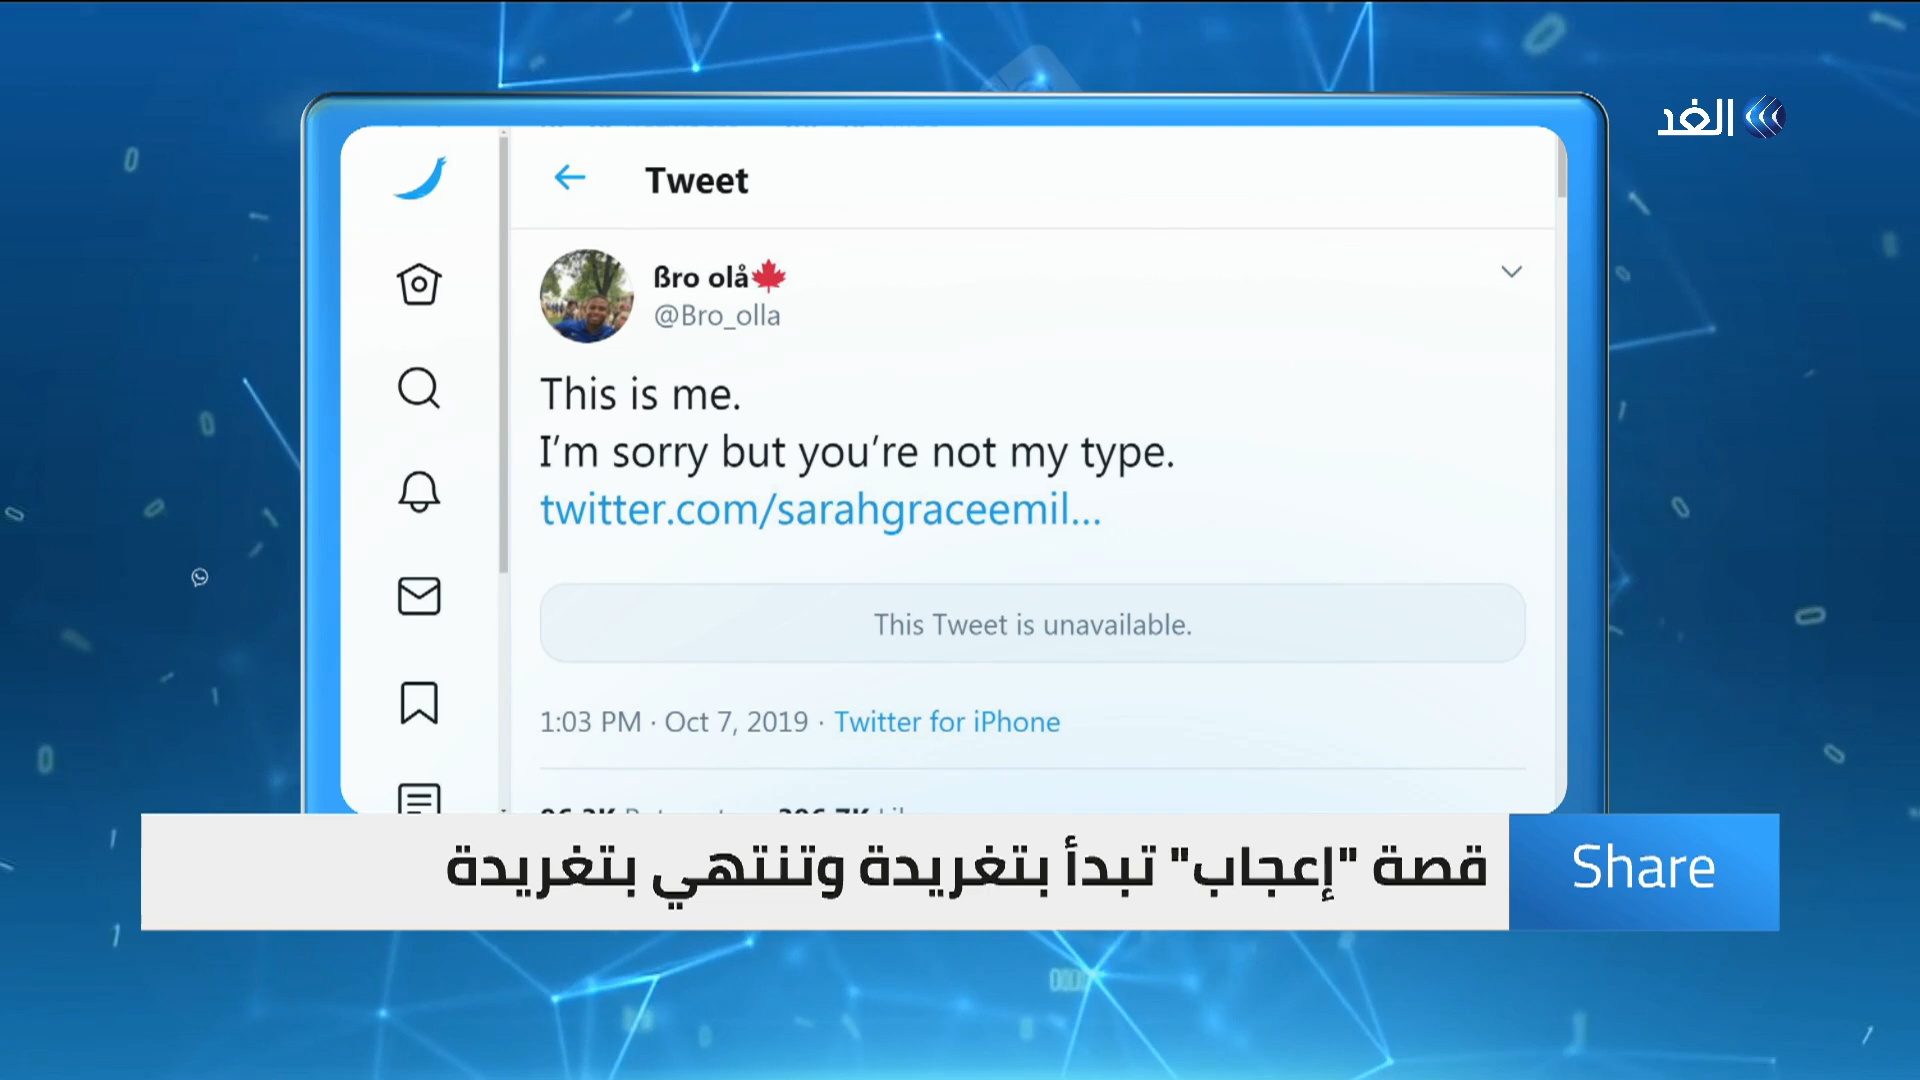 الغد
Tweet
ßro olå
@Bro_olla
This is me.
I'm sorry but you're not my type.
twitter.com/sarahgraceemil...
This Tweet is unavailable.
1:03 PM · Oct 7, 2019 · Twitter for iPhone
Share
قصة "إعجاب" تبدأ بتغريدة وتنتهي بتغريدة